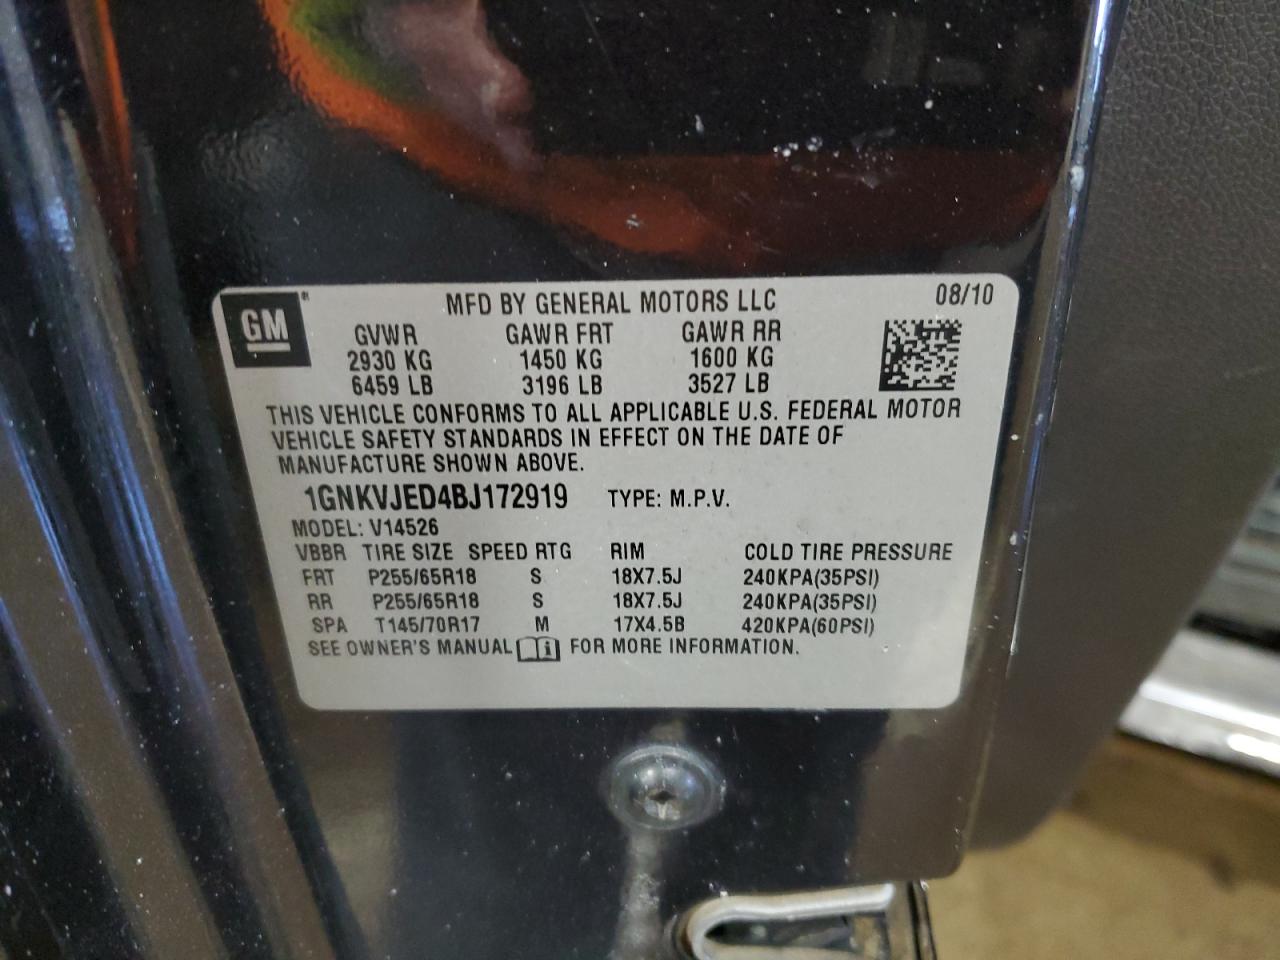 GM®
MFD BY GENERAL MOTORS LLC 08/10
GVWR GAWR FRT GAWR RR
2930 KG 1450 KG 1600 KG
6459 LB 3196 LB 3527 LB
THIS VEHICLE CONFORMS TO ALL APPLICABLE U.S. FEDERAL MOTOR
VEHICLE SAFETY STANDARDS IN EFFECT ON THE DATE OF
MANUFACTURE SHOWN ABOVE.
1GNKVJED4BJ172919 TYPE: M.P.V.
MODEL: V14526
VBBR TIRE SIZE SPEED RTG RIM COLD TIRE PRESSURE
FRT P255/65R18 S 18X7.5J 240KPA(35PSI)
RR P255/65R18 S 18X7.5J 240KPA(35PSI)
SPA T145/70R17 M 17X4.5B 420KPA(60PSI)
SEE OWNER'S MANUAL i FOR MORE INFORMATION.